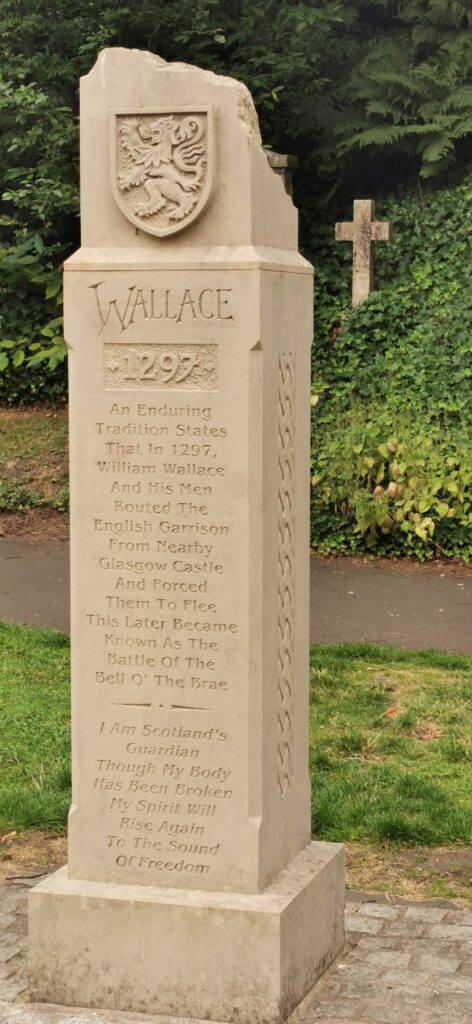 WALLACE
1297
An Enduring
Tradition States
That In 1297,
William Wallace
And His Men
Routed The
English Garrison
From Nearby
Glasgow Castle
And Forced
Them To Flee
This Later Became
Known As The
Battle Of The
Bell O' The Brae
I Am Scotland's
Guardian
Though My Body
Has Been Broken
My Spirit Will
Rise Again
To The Sound
Of Freedom